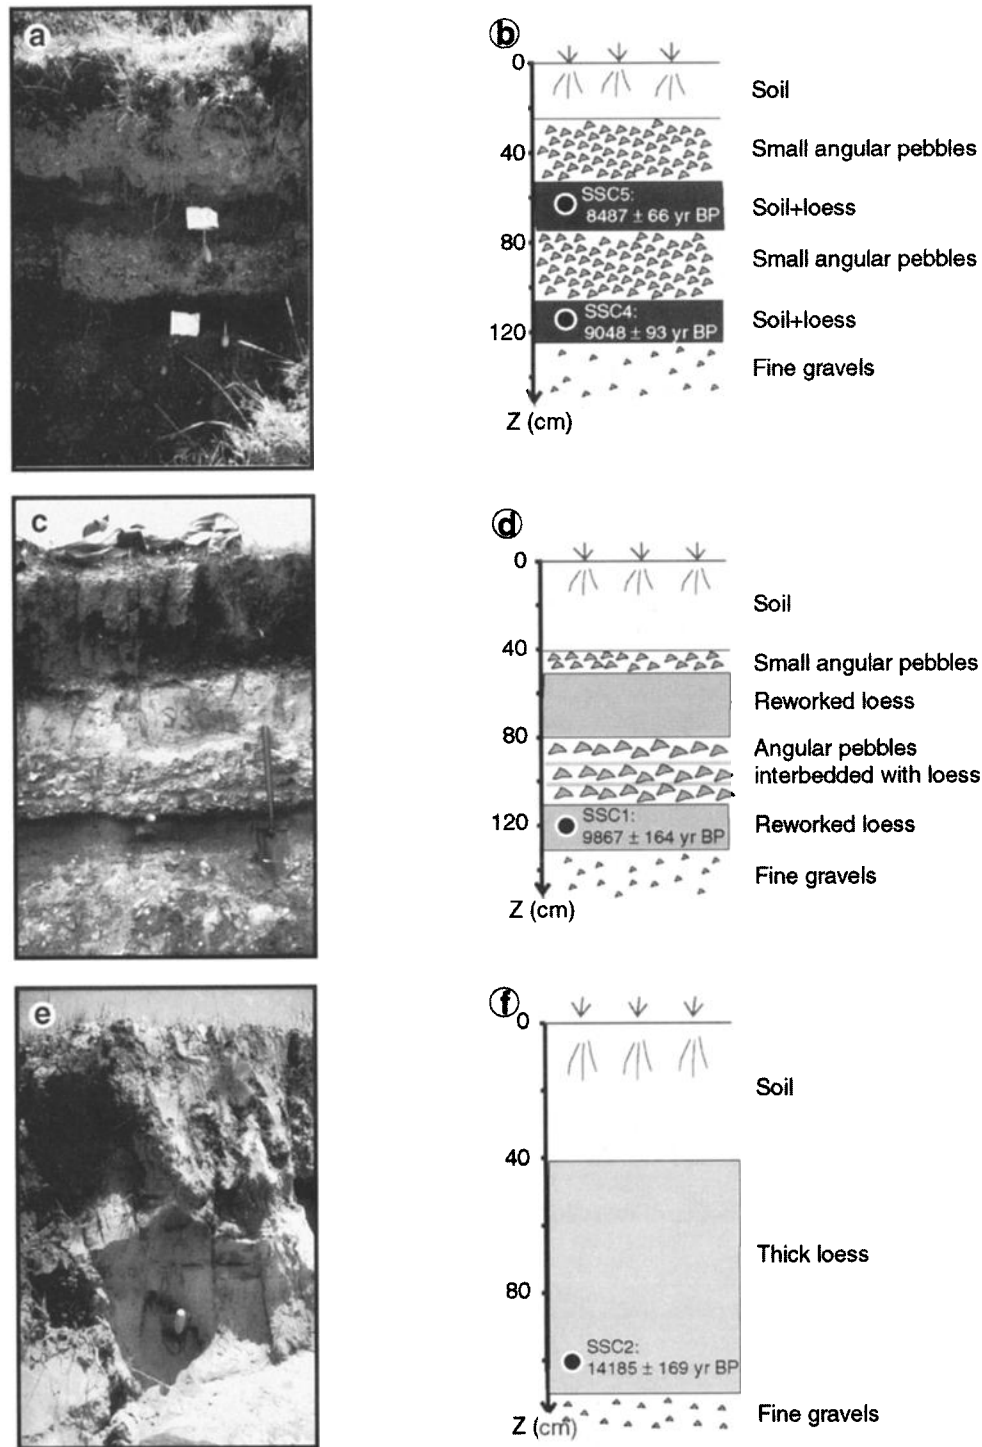 a
b
0
Soil
40
Small angular pebbles
SSC5:
8487 ± 66 yr BP
Soil+loess
80
Small angular pebbles
SSC4:
9048 ± 93 yr BP
Soil+loess
120
Fine gravels
Z (cm)
c
d
0
Soil
40
Small angular pebbles
Reworked loess
80
Angular pebbles
interbedded with loess
SSC1:
9867 ± 164 yr BP
120
Reworked loess
Fine gravels
Z (cm)
e
f
0
Soil
40
Thick loess
80
SSC2:
14185 ± 169 yr BP
Z (cm)
Fine gravels